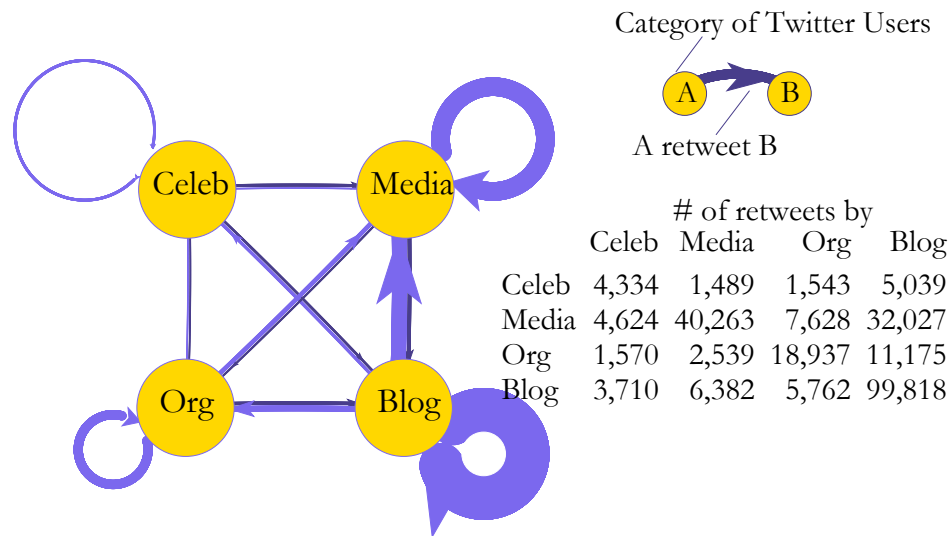 Category of Twitter Users
A B
A retweet B
Celeb Media
Org Blog
# of retweets by
Celeb Media Org Blog
Celeb 4,334 1,489 1,543 5,039
Media 4,624 40,263 7,628 32,027
Org 1,570 2,539 18,937 11,175
Blog 3,710 6,382 5,762 99,818